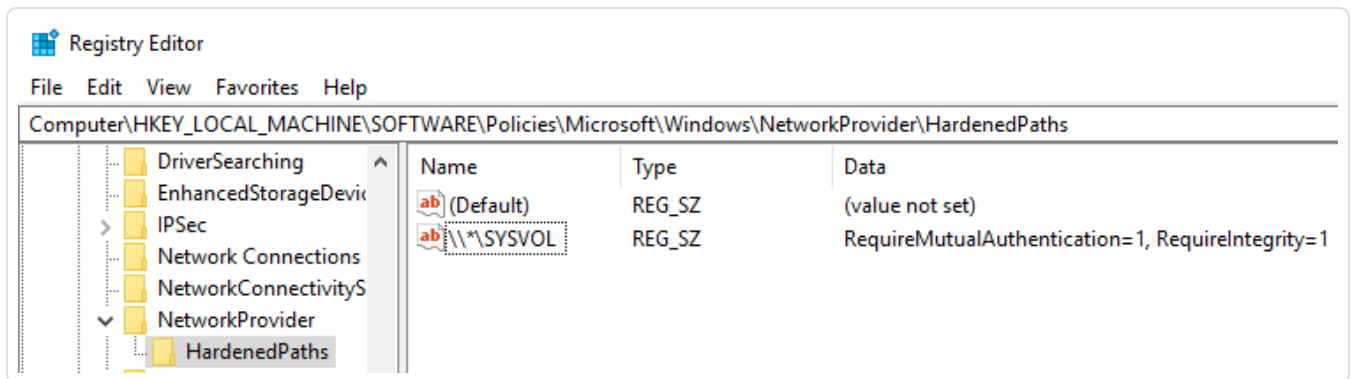 Registry Editor
File Edit View Favorites Help
Computer\HKEY_LOCAL_MACHINE\SOFTWARE\Policies\Microsoft\Windows\NetworkProvider\HardenedPaths
DriverSearching
EnhancedStorageDevic
IPSec
Network Connections
NetworkConnectivityS
NetworkProvider
HardenedPaths
Name Type Data
(Default) REG_SZ (value not set)
\\*\SYSVOL REG_SZ RequireMutualAuthentication=1, RequireIntegrity=1